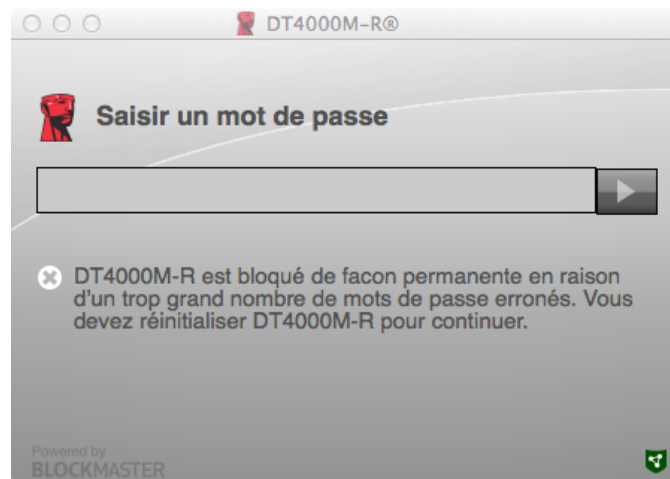 DT4000M-R®
Saisir un mot de passe
DT4000M-R est bloqué de facon permanente en raison
d'un trop grand nombre de mots de passe erronés. Vous
devez réinitialiser DT4000M-R pour continuer.
Powered by
BLOCKMASTER